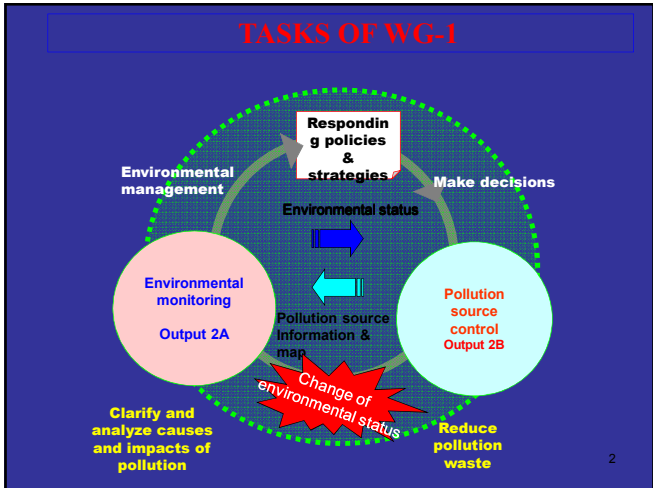 TASKS OF WG-1
Respondin
g policies
&
strategies
Environmental
management
Make decisions
Environmental status
Environmental
monitoring
Output 2A
Pollution
source
control
Output 2B
Pollution source
Information &
map
Change of
environmental status
Clarify and
analyze causes
and impacts of
pollution
Reduce
pollution
waste
2